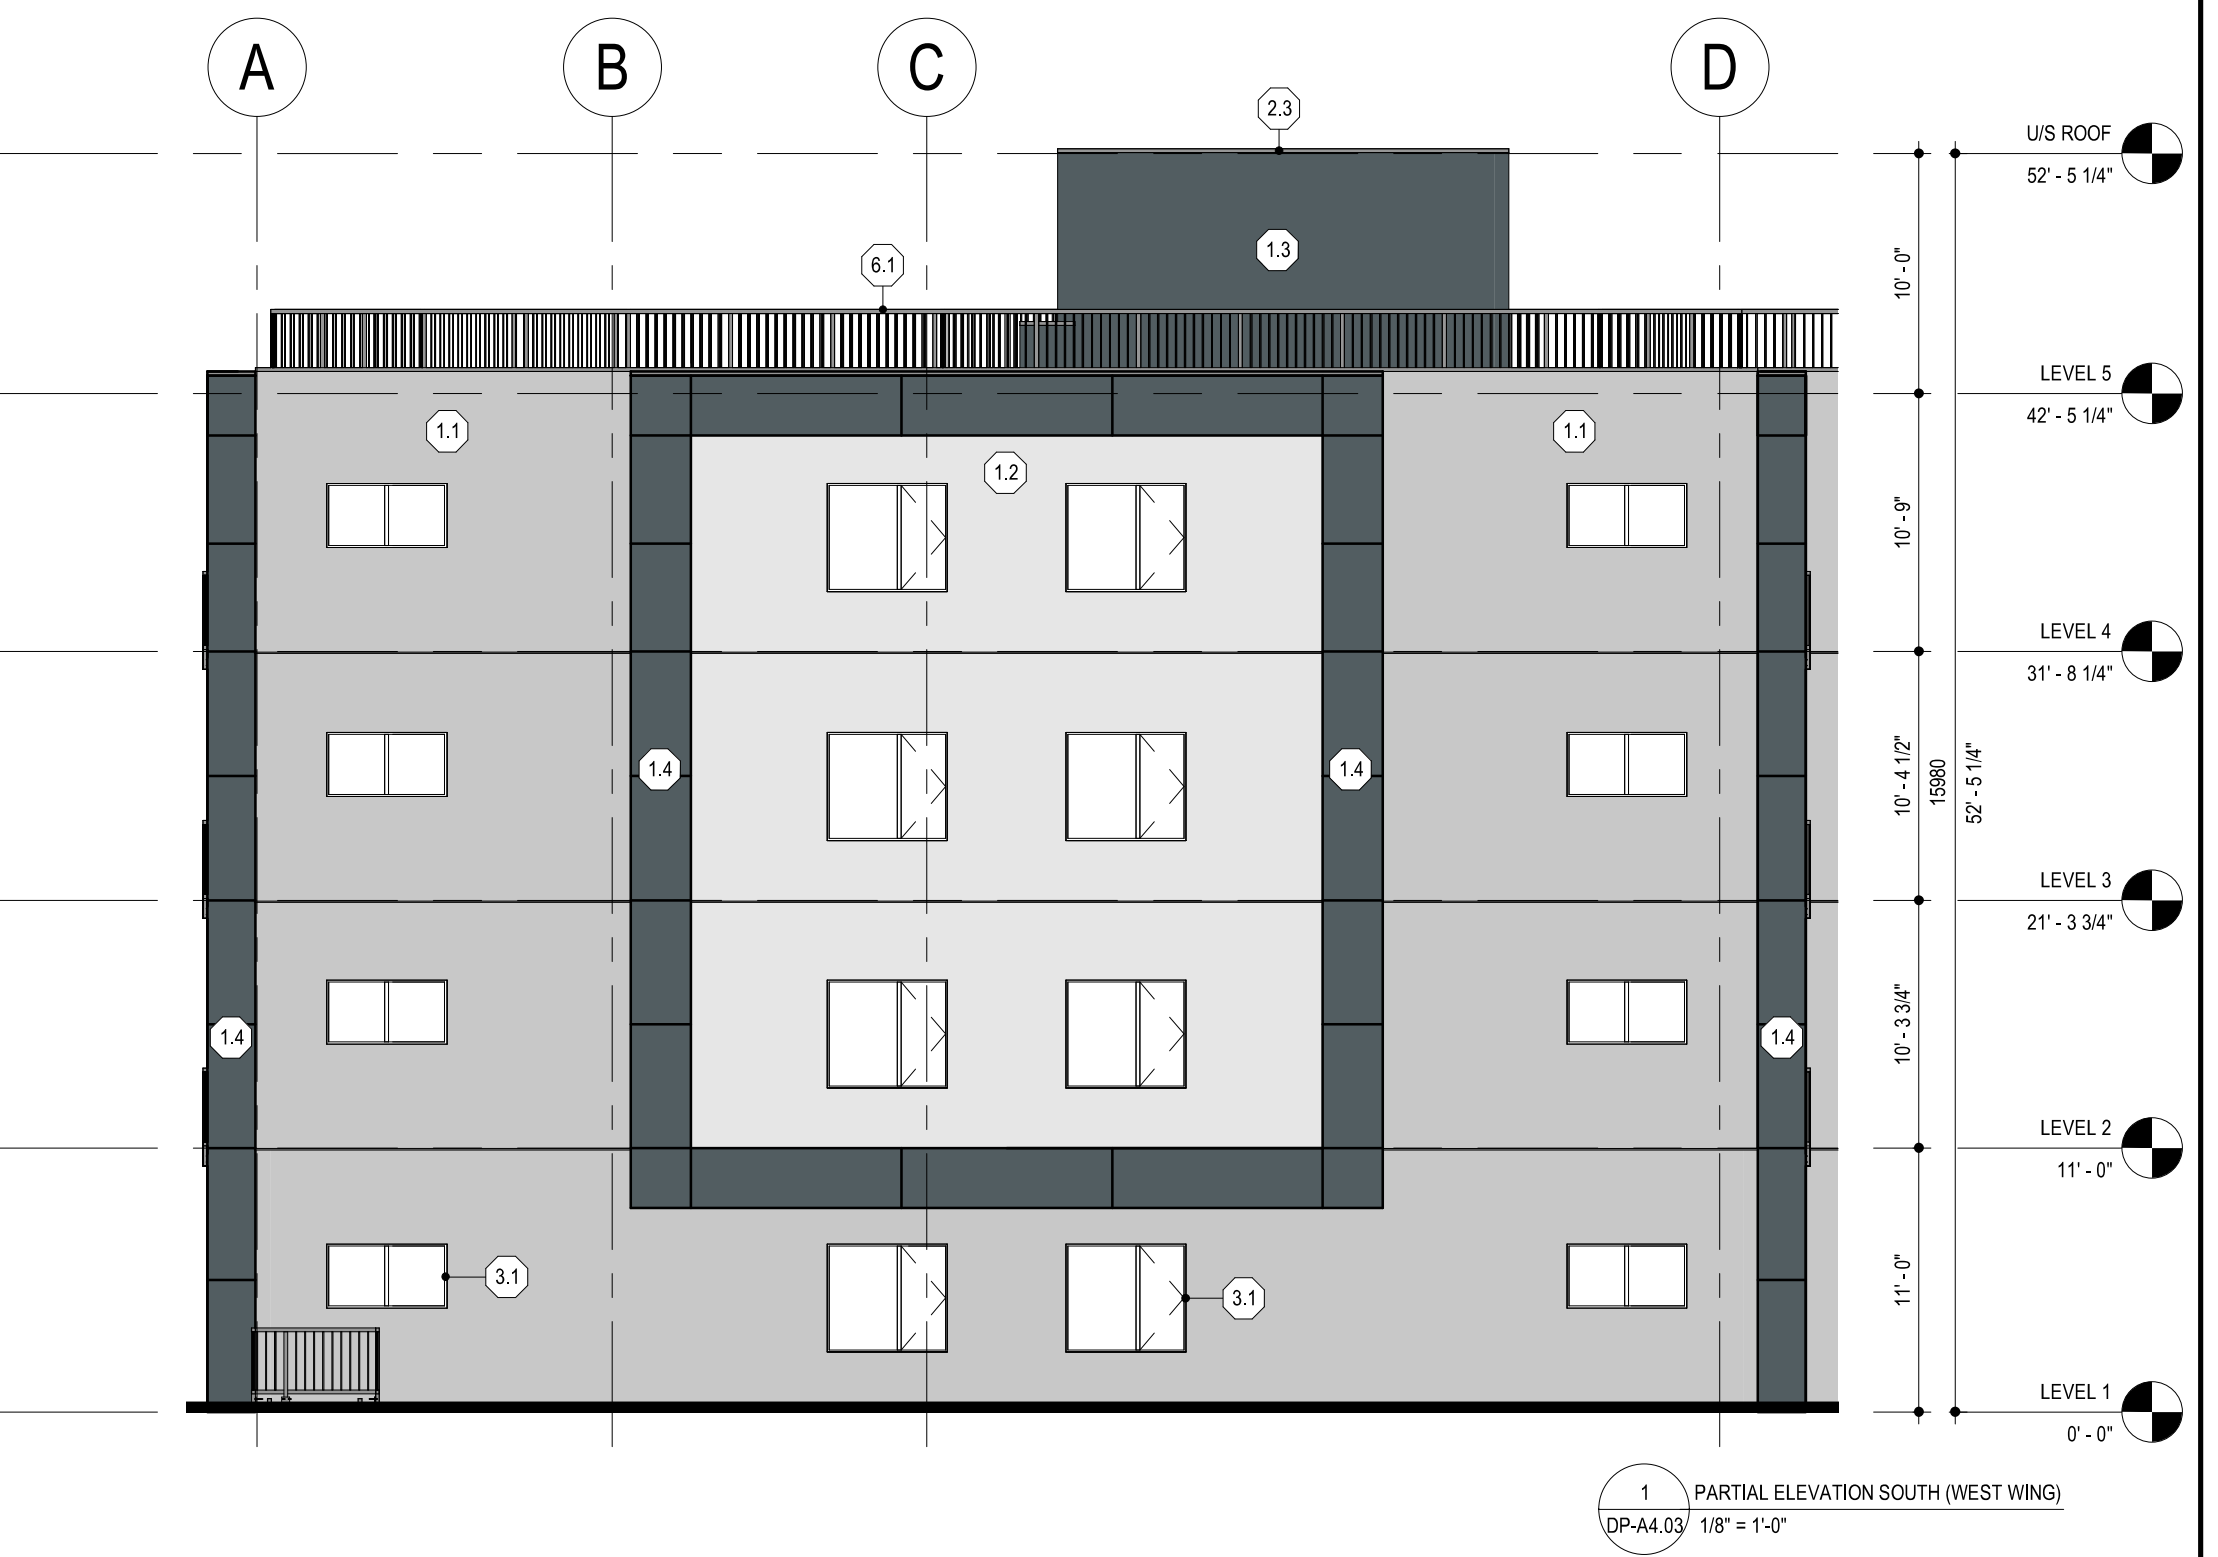 A
B
C
D
2.3
U/S ROOF
52' - 5 1/4"
1.3
6.1
10' - 0"
LEVEL 5
42' - 5 1/4"
1.1
1.2
1.1
10' - 9"
LEVEL 4
31' - 8 1/4"
1.4
1.4
10' - 4 1/2"
15980
52' - 5 1/4"
LEVEL 3
21' - 3 3/4"
1.4
1.4
10' - 3 3/4"
LEVEL 2
11' - 0"
3.1
3.1
11' - 0"
LEVEL 1
0' - 0"
1
PARTIAL ELEVATION SOUTH (WEST WING)
DP-A4.03
1/8" = 1'-0"